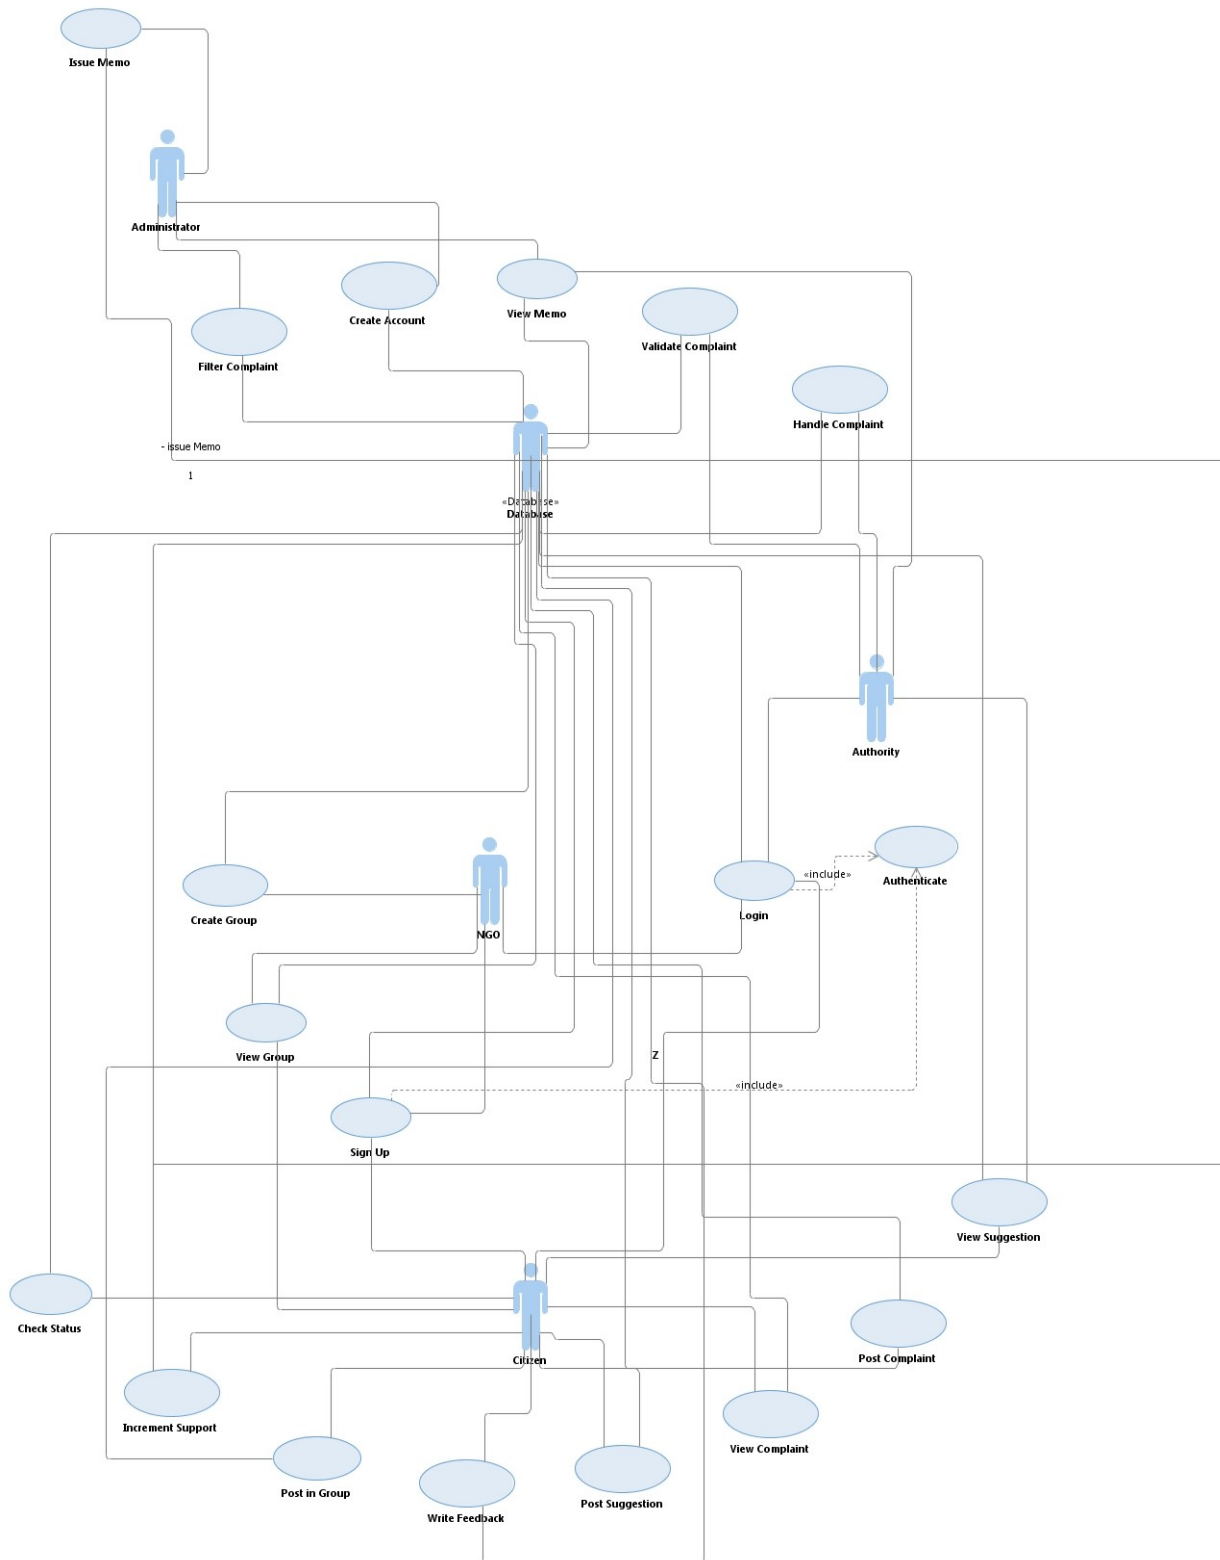 Issue Memo
Administrator
Create Account
View Memo
Validate Complaint
Filter Complaint
Handle Complaint
- issue Memo
1
«Database»
Database
Authority
«include»
Authenticate
Create Group
Login
NGO
View Group
Z
«include»
Sign Up
View Suggestion
Check Status
Citizen
Post Complaint
Increment Support
View Complaint
Post in Group
Post Suggestion
Write Feedback